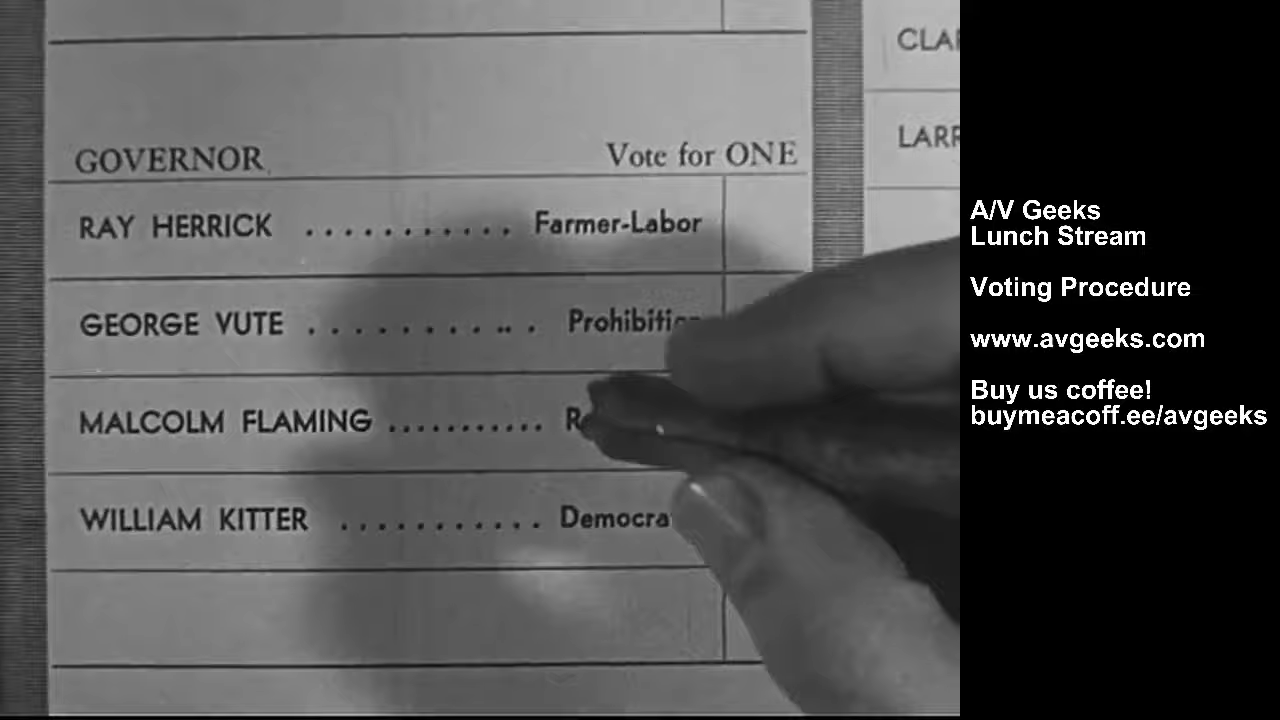 GOVERNOR Vote for ONE
RAY HERRICK ........... Farmer-Labor
GEORGE VUTE ............
MALCOLM FLAMING ...........
WILLIAM KITTER ...........
A/V Geeks
Lunch Stream
Voting Procedure
www.avgeeks.com
Buy us coffee!
buymeacoff.ee/avgeeks